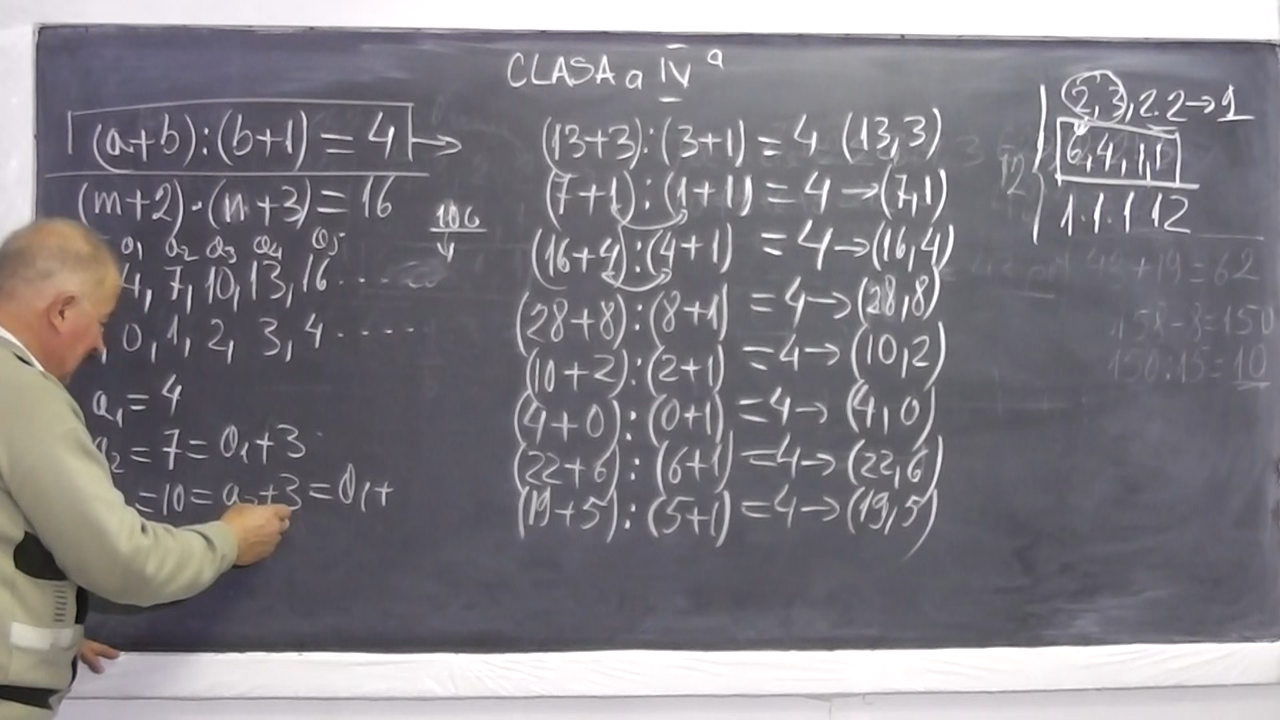 CLASA a IV a
(a+b):(b+1) = 4 →
(m+2)·(n+3) = 16
a₁ a₂ a₃ a₄ a₅
4, 7, 10, 13, 16 ....
0, 1, 2, 3, 4 .....
a₁ = 4
a₂ = 7 = a₁+3
=10 = a₂+3 = a₁+
(13+3):(3+1) = 4 (13,3)
(7+1):(1+1) = 4 → (7,1)
(16+4):(4+1) = 4 → (16,4)
(28+8):(8+1) = 4 → (28,8)
(10+2):(2+1) = 4 → (10,2)
(4+0):(0+1) = 4 → (4,0)
(22+6):(6+1) = 4 → (22,6)
(19+5):(5+1) = 4 → (19,5)
2,3,2.2 → 1
6,4,1,1
1.1.1 12
12
+19=62
158-8=150
150:15=10